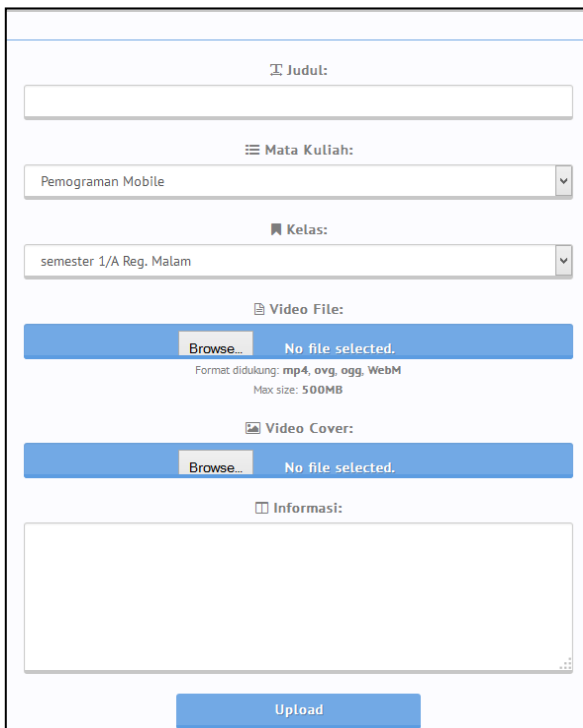 Judul:
Mata Kuliah:
Pemograman Mobile
Kelas:
semester 1/A Reg. Malam
Video File:
Browse... No file selected.
Format didukung: mp4, ovg, ogg, WebM
Max size: 500MB
Video Cover:
Browse... No file selected.
Informasi:
Upload